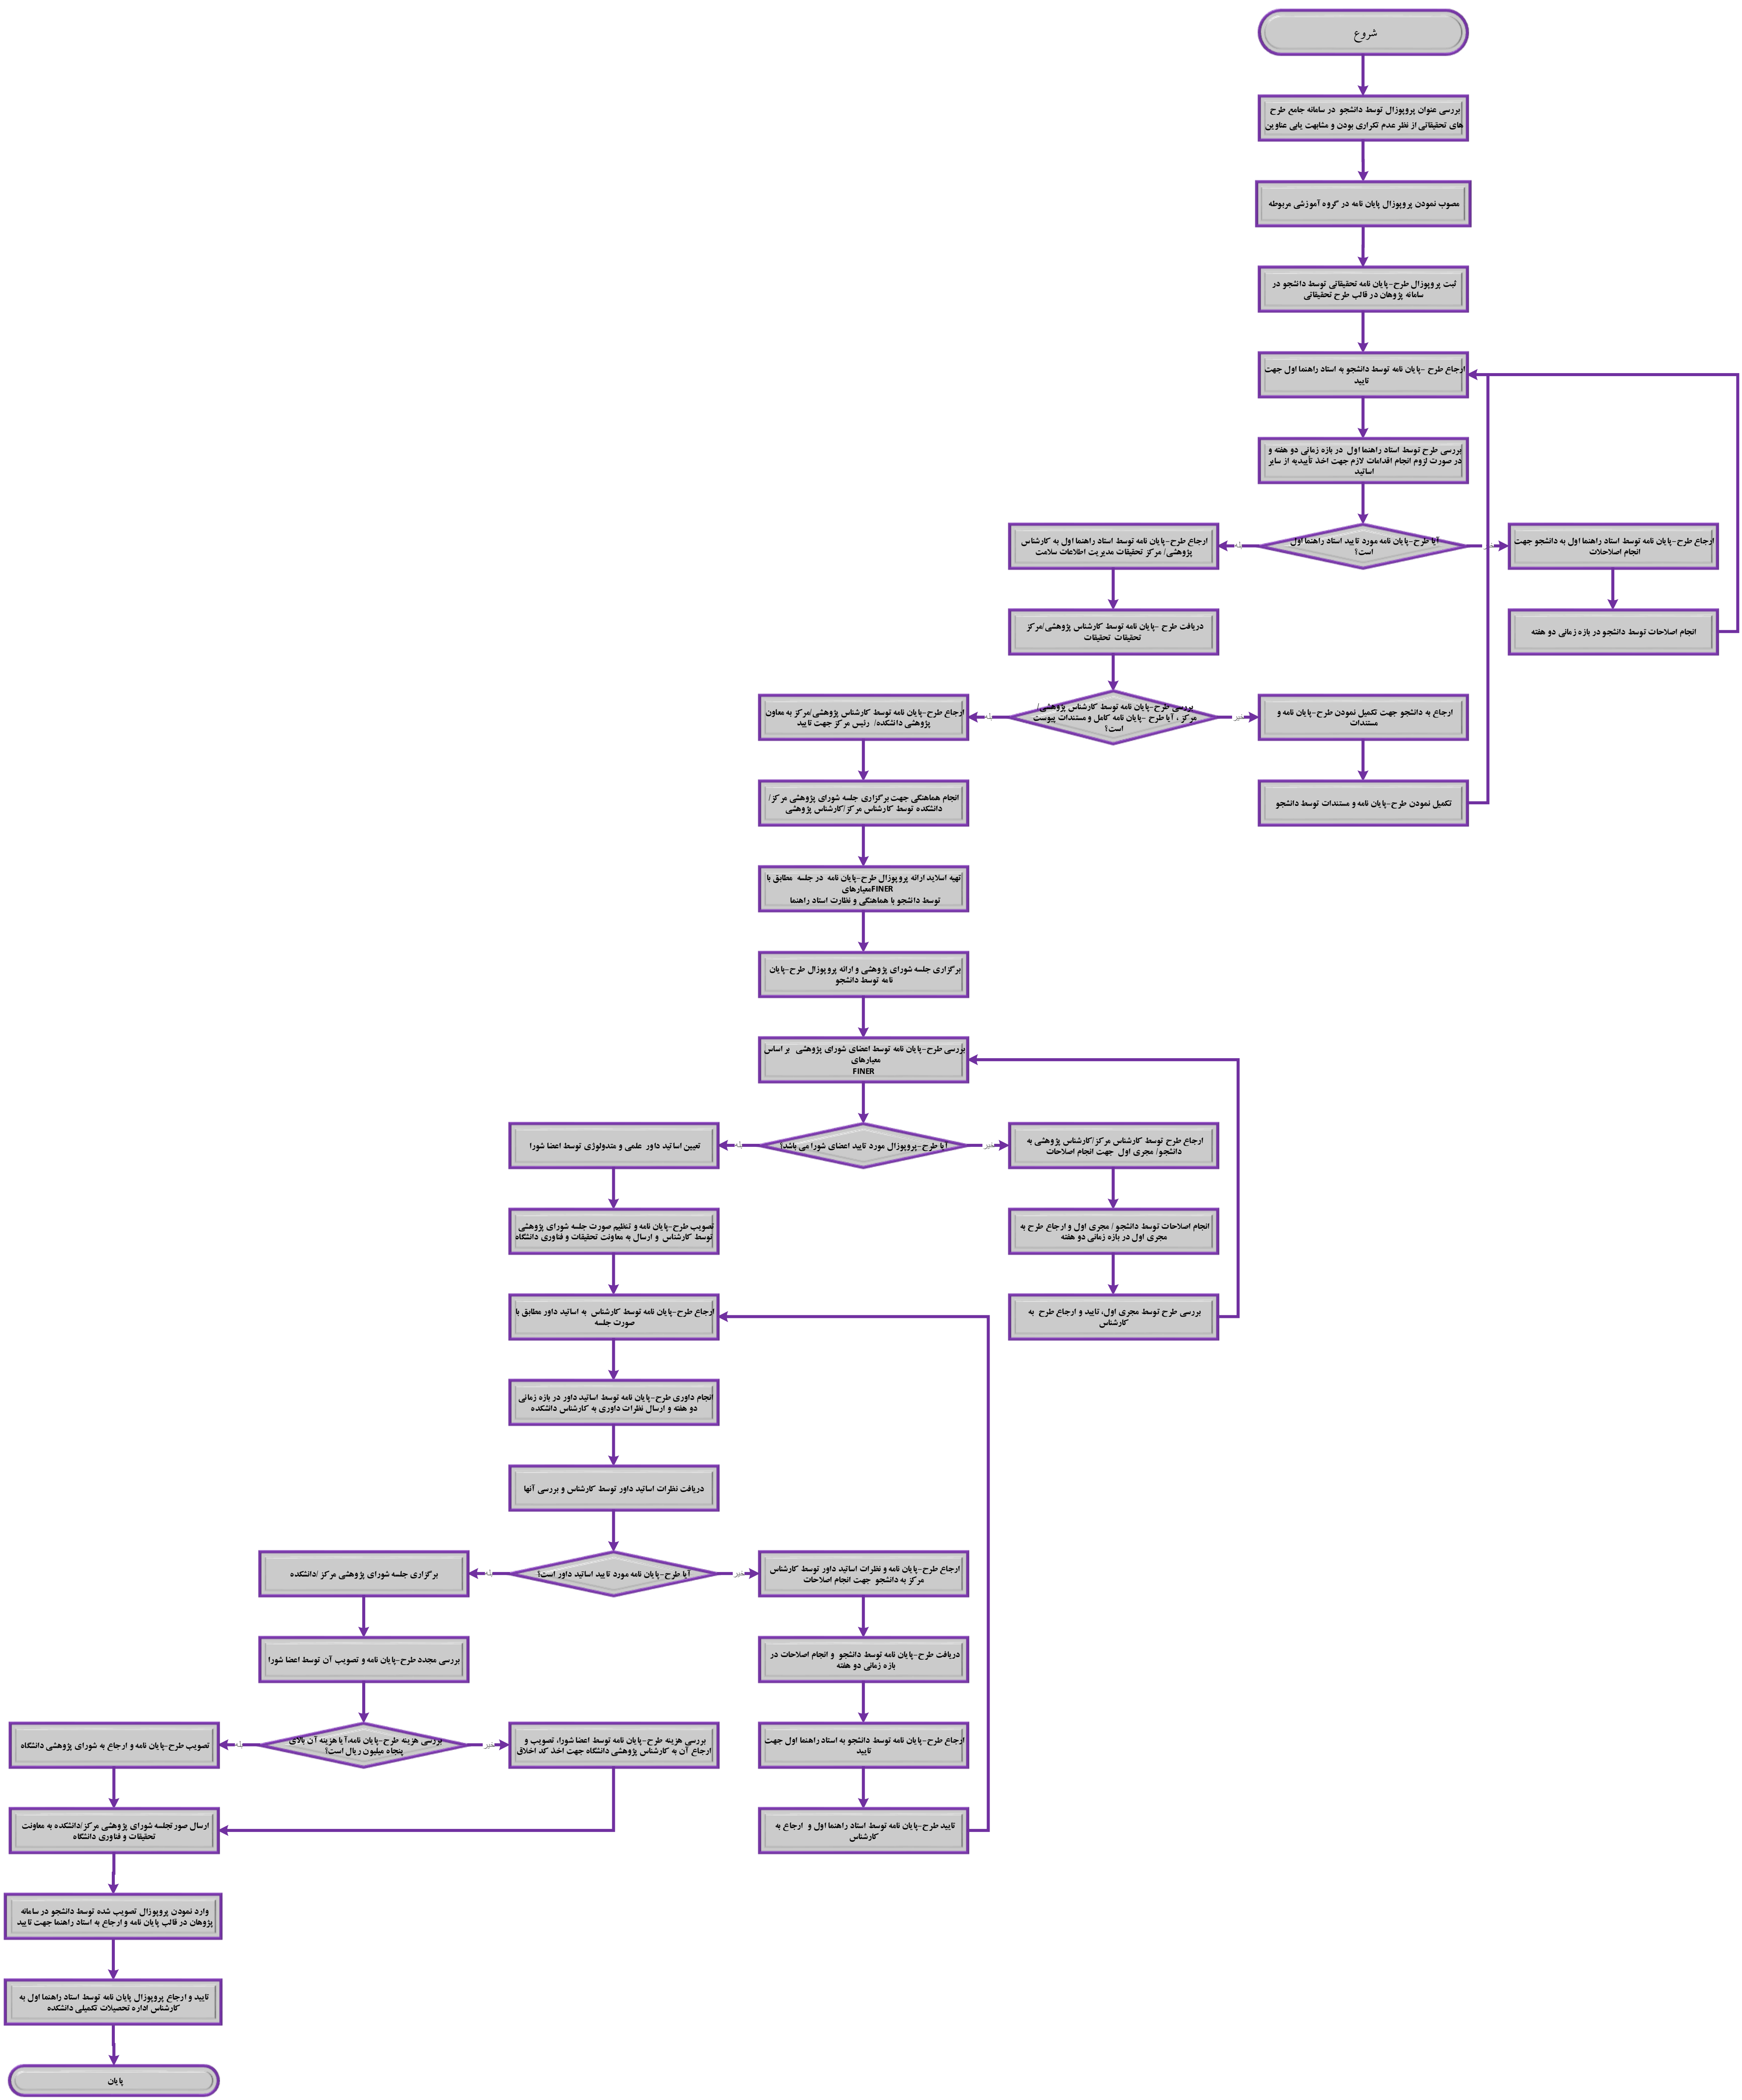 شروع
بررسی عنوان پروپوزال توسط دانشجو در سامانه جامع طرح
های تحقیقاتی از نظر عدم تکراری بودن و مشابهت یابی عناوین
مصوب نمودن پروپوزال پایان نامه در گروه آموزشی مربوطه
ثبت پروپوزال طرح-پایان نامه تحقیقاتی توسط دانشجو در
سامانه پژوهان در قالب طرح تحقیقاتی
ارجاع طرح -پایان نامه توسط دانشجو به استاد راهنما اول جهت
تایید
بررسی طرح توسط استاد راهنما اول در بازه زمانی دو هفته و
در صورت لزوم انجام اقدامات لازم جهت اخذ تأییدیه از سایر
اساتید
آیا طرح-پایان نامه مورد تایید استاد راهنما اول
است؟
خیر
ارجاع طرح-پایان نامه توسط استاد راهنما اول به دانشجو جهت
انجام اصلاحلات
انجام اصلاحات توسط دانشجو در بازه زمانی دو هفته
بله
ارجاع طرح-پایان نامه توسط استاد راهنما اول به کارشناس
پژوهشی/ مرکز تحقیقات مدیریت اطلاعات سلامت
دریافت طرح -پایان نامه توسط کارشناس پژوهشی/مرکز
تحقیقات تحقیقات
بررسی طرح-پایان نامه توسط کارشناس پژوهشی/
مرکز ، آیا طرح -پایان نامه کامل و مستندات پیوست
است؟
خیر
ارجاع به دانشجو جهت تکمیل نمودن طرح-پایان نامه و
مستندات
تکمیل نمودن طرح-پایان نامه و مستندات توسط دانشجو
بله
ارجاع طرح-پایان نامه توسط کارشناس پژوهشی/مرکز به معاون
پژوهشی دانشکده/ رئیس مرکز جهت تایید
انجام هماهنگی جهت برگزاری جلسه شورای پژوهشی مرکز/
دانشکده توسط کارشناس مرکز/کارشناس پژوهشی
تهیه اسلاید ارائه پروپوزال طرح-پایان نامه در جلسه مطابق با
معیارهایFINER
توسط دانشجو با هماهنگی و نظارت استاد راهنما
برگزاری جلسه شورای پژوهشی و ارائه پروپوزال طرح-پایان
نامه توسط دانشجو
بررسی طرح-پایان نامه توسط اعضای شورای پژوهشی بر اساس
معیارهای
FINER
آیا طرح-پروپوزال مورد تایید اعضای شورا می باشد؟
خیر
ارجاع طرح توسط کارشناس مرکز/کارشناس پژوهشی به
دانشجو/ مجری اول جهت انجام اصلاحات
انجام اصلاحات توسط دانشجو / مجری اول و ارجاع طرح به
مجری اول در بازه زمانی دو هفته
بررسی طرح توسط مجری اول، تایید و ارجاع طرح به
کارشناس
بله
تعیین اساتید داور علمی و متدولوژی توسط اعضا شورا
تصویب طرح-پایان نامه و تنظیم صورت جلسه شورای پژوهشی
توسط کارشناس و ارسال به معاونت تحقیقات و فناوری دانشگاه
ارجاع طرح-پایان نامه توسط کارشناس به اساتید داور مطابق با
صورت جلسه
انجام داوری طرح-پایان نامه توسط اساتید داور در بازه زمانی
دو هفته و ارسال نظرات داوری به کارشناس دانشکده
دریافت نظرات اساتید داور توسط کارشناس و بررسی آنها
آیا طرح-پایان نامه مورد تایید اساتید داور است؟
خیر
ارجاع طرح-پایان نامه و نظرات اساتید داور توسط کارشناس
مرکز به دانشجو جهت انجام اصلاحات
دریافت طرح-پایان نامه توسط دانشجو و انجام اصلاحات در
بازه زمانی دو هفته
ارجاع طرح-پایان نامه توسط دانشجو به استاد راهنما اول جهت
تایید
تایید طرح-پایان نامه توسط استاد راهنما اول و ارجاع به
کارشناس
بله
برگزاری جلسه شورای پژوهشی مرکز /دانشکده
بررسی مجدد طرح-پایان نامه و تصویب آن توسط اعضا شورا
بررسی هزینه طرح-پایان نامه،آیا هزینه آن بالای
پنجاه میلیون ریال است؟
خیر
بررسی هزینه طرح-پایان نامه توسط اعضا شورا، تصویب و
ارجاع آن به کارشناس پژوهشی دانشگاه جهت اخذ کد اخلاق
بله
تصویب طرح-پایان نامه و ارجاع به شورای پژوهشی دانشگاه
ارسال صورتجلسه شورای پژوهشی مرکز/دانشکده به معاونت
تحقیقات و فناوری دانشگاه
وارد نمودن پروپوزال تصویب شده توسط دانشجو در سامانه
پژوهان در قالب پایان نامه و ارجاع به استاد راهنما جهت تایید
تایید و ارجاع پروپوزال پایان نامه توسط استاد راهنما اول به
کارشناس اداره تحصیلات تکمیلی دانشکده
پایان